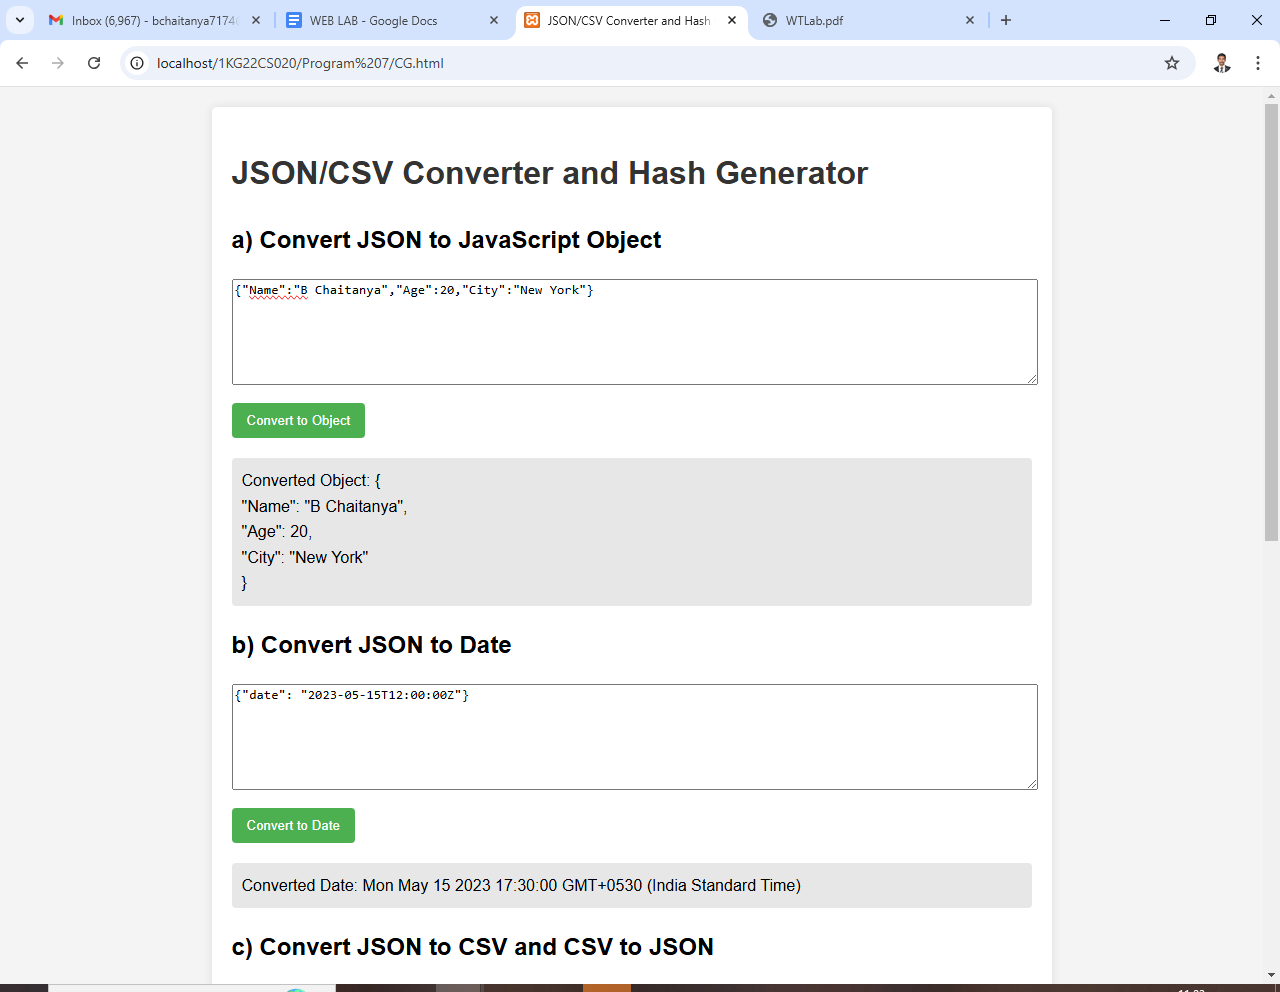 Inbox (6,967) - bchaitanya7174
WEB LAB - Google Docs
JSON/CSV Converter and Hash
WTLab.pdf
localhost/1KG22CS020/Program%207/CG.html
JSON/CSV Converter and Hash Generator
a) Convert JSON to JavaScript Object
{"Name":"B Chaitanya","Age":20,"City":"New York"}
Convert to Object
Converted Object: {
"Name": "B Chaitanya",
"Age": 20,
"City": "New York"
}
b) Convert JSON to Date
{"date": "2023-05-15T12:00:00Z"}
Convert to Date
Converted Date: Mon May 15 2023 17:30:00 GMT+0530 (India Standard Time)
c) Convert JSON to CSV and CSV to JSON